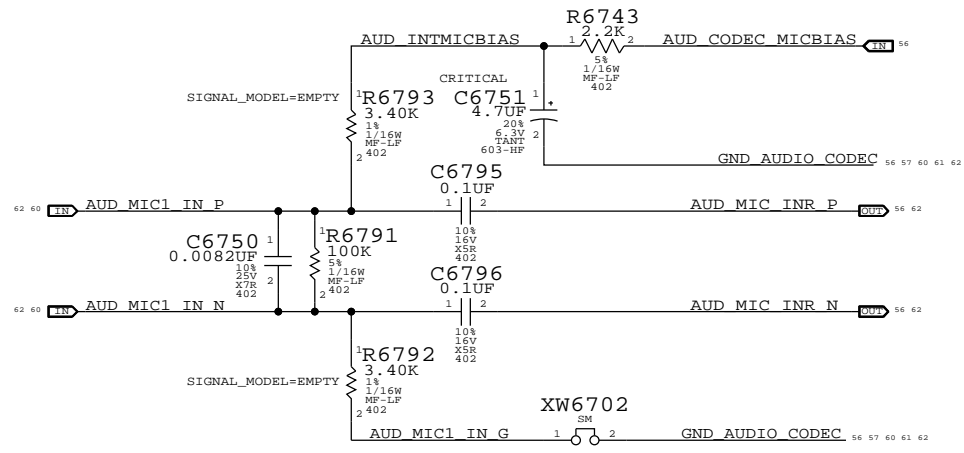 R6743
2.2K
AUD_INTMICBIAS 1 2 AUD_CODEC_MICBIAS IN 56
5%
1/16W
MF-LF
402
CRITICAL
SIGNAL_MODEL=EMPTY
1 R6793
3.40K
1%
1/16W
MF-LF
2 402
C6751 1 +
4.7UF
20%
6.3V 2
TANT
603-HF
GND_AUDIO_CODEC 56 57 60 61 62
C6795
0.1UF
62 60 IN AUD_MIC1_IN_P 1 2 AUD_MIC_INR_P OUT 56 62
10%
16V
X5R
402
C6750 1
0.0082UF
10%
25V
X7R 2
402
1 R6791
100K
5%
1/16W
MF-LF
2 402
C6796
0.1UF
62 60 IN AUD_MIC1_IN_N 1 2 AUD_MIC_INR_N OUT 56 62
10%
16V
X5R
402
1 R6792
3.40K
SIGNAL_MODEL=EMPTY 1%
1/16W
MF-LF
2 402
XW6702
SM
AUD_MIC1_IN_G 1 2 GND_AUDIO_CODEC 56 57 60 61 62